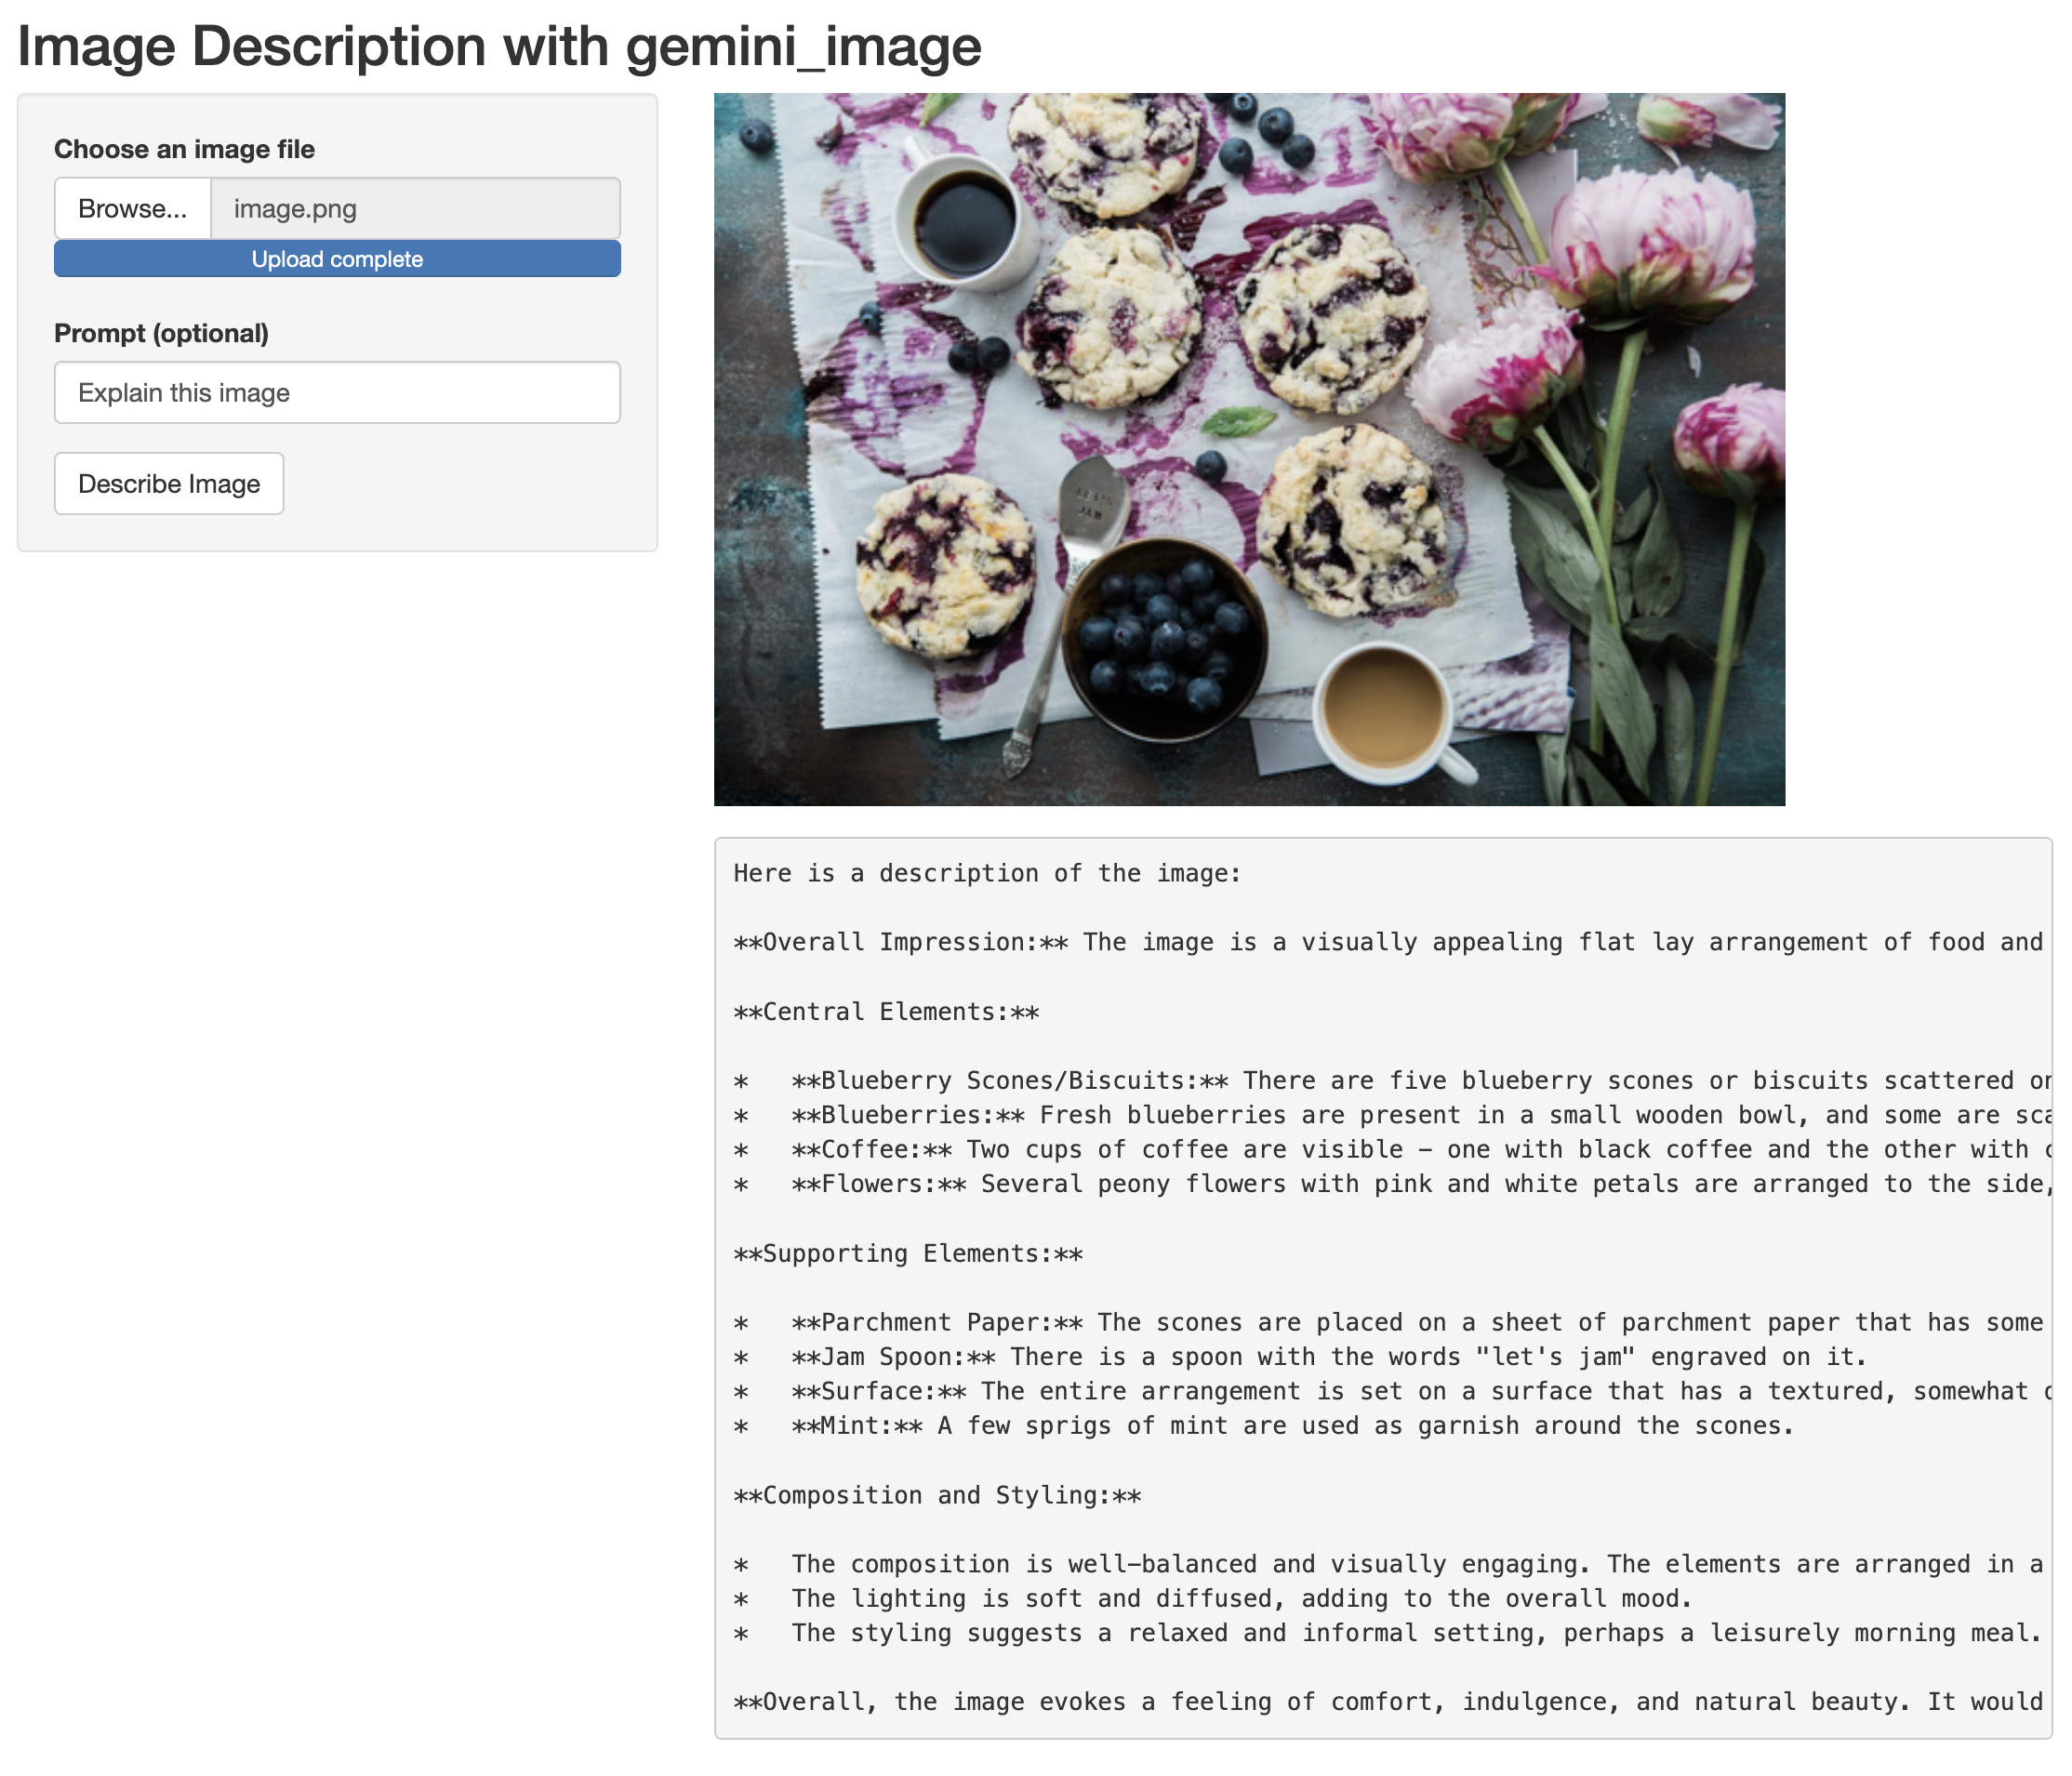 Image Description with gemini_image
Choose an image file
Browse... image.png
Upload complete
Prompt (optional)
Explain this image
Describe Image
LET'S
JAM
Here is a description of the image:
**Overall Impression:** The image is a visually appealing flat lay arrangement of food and
**Central Elements:**
*   **Blueberry Scones/Biscuits:** There are five blueberry scones or biscuits scattered
*   **Blueberries:** Fresh blueberries are present in a small wooden bowl, and some are
*   **Coffee:** Two cups of coffee are visible – one with black coffee and the other with
*   **Flowers:** Several peony flowers with pink and white petals are arranged to the side,
**Supporting Elements:**
*   **Parchment Paper:** The scones are placed on a sheet of parchment paper that has some
*   **Jam Spoon:** There is a spoon with the words "let's jam" engraved on it.
*   **Surface:** The entire arrangement is set on a surface that has a textured, somewhat
*   **Mint:** A few sprigs of mint are used as garnish around the scones.
**Composition and Styling:**
*   The composition is well-balanced and visually engaging. The elements are arranged in a
*   The lighting is soft and diffused, adding to the overall mood.
*   The styling suggests a relaxed and informal setting, perhaps a leisurely morning meal.
**Overall, the image evokes a feeling of comfort, indulgence, and natural beauty. It would